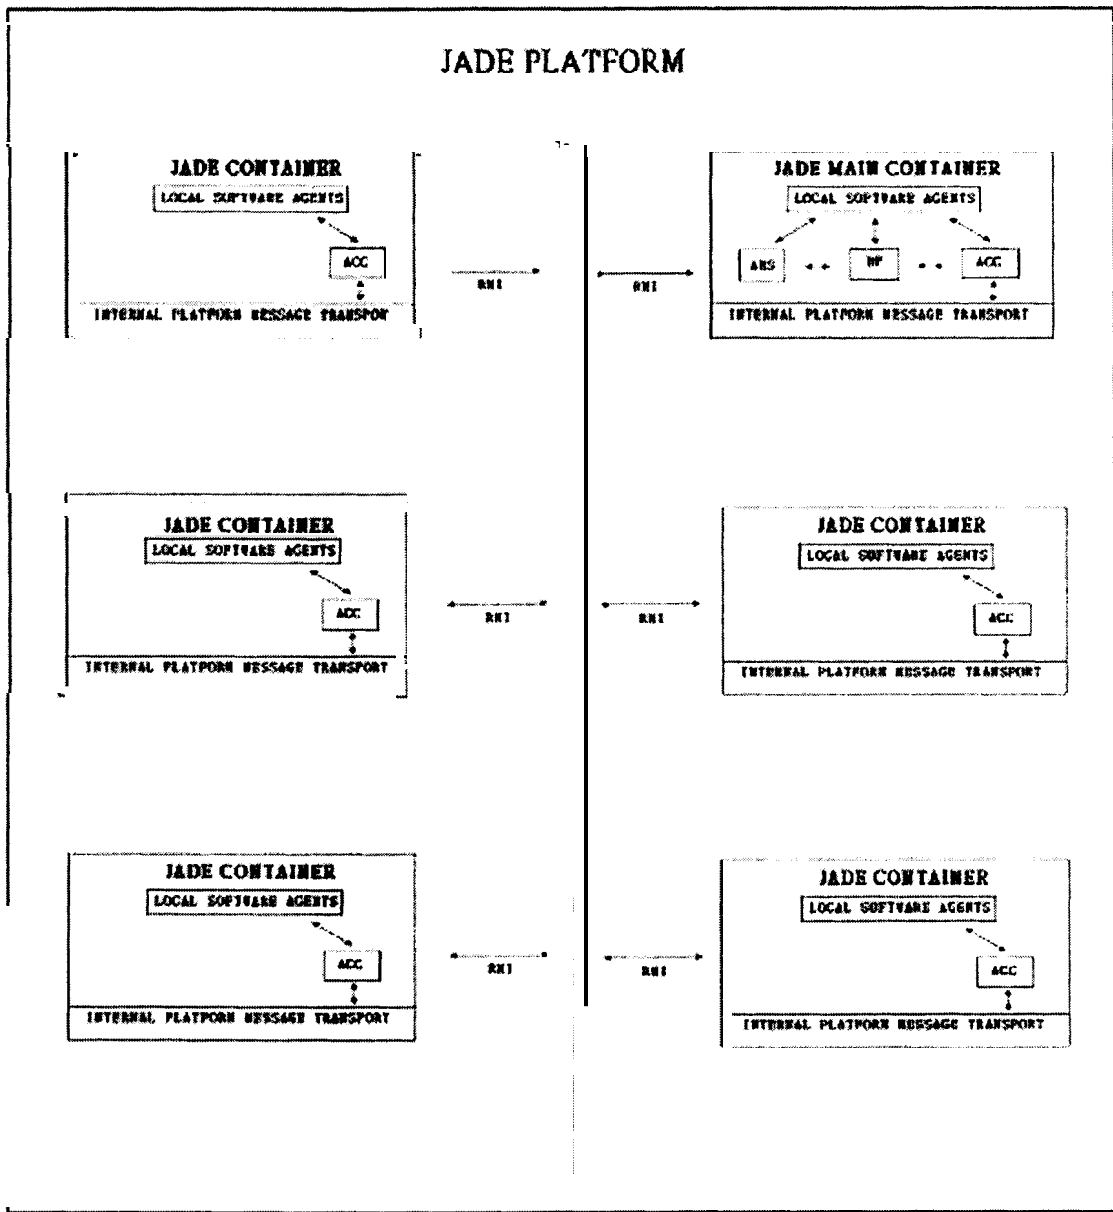 JADE PLATFORM
JADE CONTAINER
LOCAL SOFTWARE AGENTS
ACC
INTERNAL PLATFORM MESSAGE TRANSPOR
RMI
RMI
JADE MAIN CONTAINER
LOCAL SOFTWARE AGENTS
AMS
DF
ACC
INTERNAL PLATFORM MESSAGE TRANSPORT
JADE CONTAINER
LOCAL SOFTWARE AGENTS
ACC
INTERNAL PLATFORM MESSAGE TRANSPORT
RMI
RMI
JADE CONTAINER
LOCAL SOFTWARE AGENTS
ACC
INTERNAL PLATFORM MESSAGE TRANSPORT
JADE CONTAINER
LOCAL SOFTWARE AGENTS
ACC
INTERNAL PLATFORM MESSAGE TRANSPORT
RMI
RMI
JADE CONTAINER
LOCAL SOFTWARE AGENTS
ACC
INTERNAL PLATFORM MESSAGE TRANSPORT